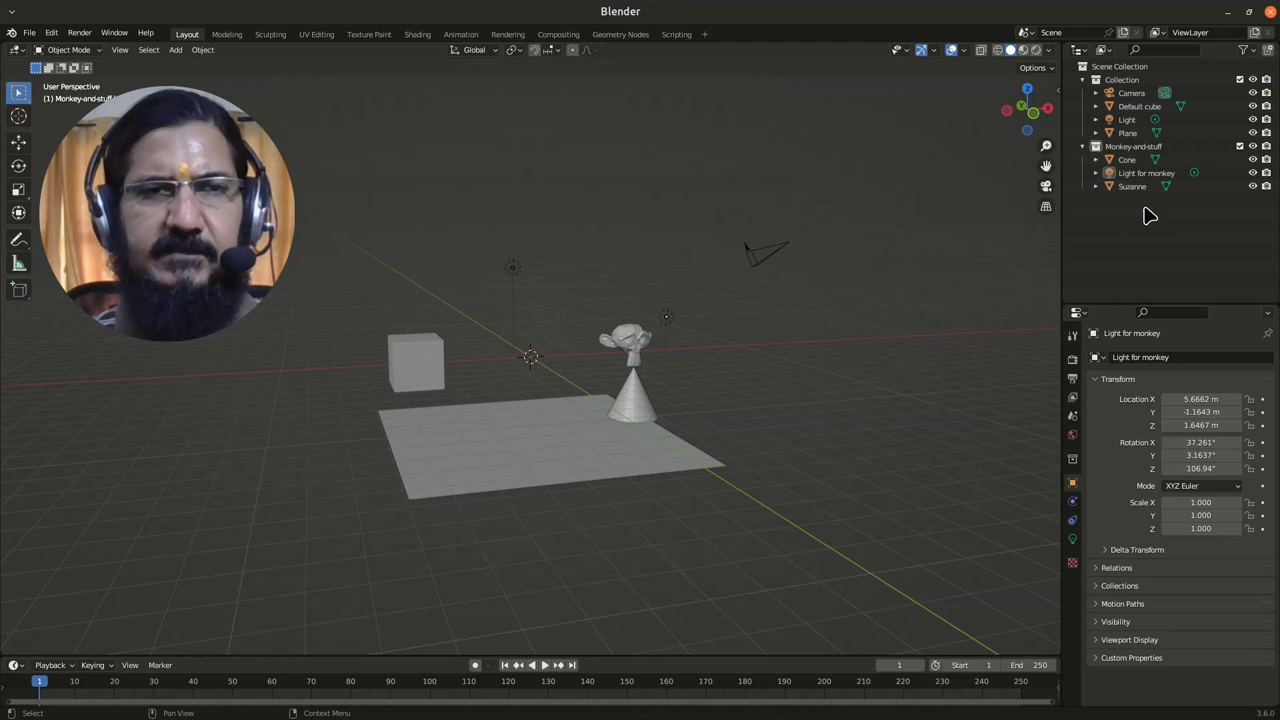 Blender
File Edit Render Window Help Layout Modeling Sculpting UV Editing Texture Paint Shading Animation Rendering Compositing Geometry Nodes Scripting + Scene ViewLayer
Object Mode View Select Add Object Global
Options
User Perspective
(1) Monkey-and-stuff
Z
X
Y
Scene Collection
Collection
Camera
Default cube
Light
Plane
Monkey-and-stuff
Cone
Light for monkey
Suzanne
Light for monkey
Light for monkey
Transform
Location X 5.6662 m
Y -1.1643 m
Z 1.6467 m
Rotation X 37.261°
Y 3.1637°
Z 106.94°
Mode XYZ Euler
Scale X 1.000
Y 1.000
Z 1.000
Delta Transform
Relations
Collections
Motion Paths
Visibility
Viewport Display
Custom Properties
Playback Keying View Marker 1 Start 1 End 250
1 10 20 30 40 50 60 70 80 90 100 110 120 130 140 150 160 170 180 190 200 210 220 230 240 250
Select Pan View Context Menu 3.6.0